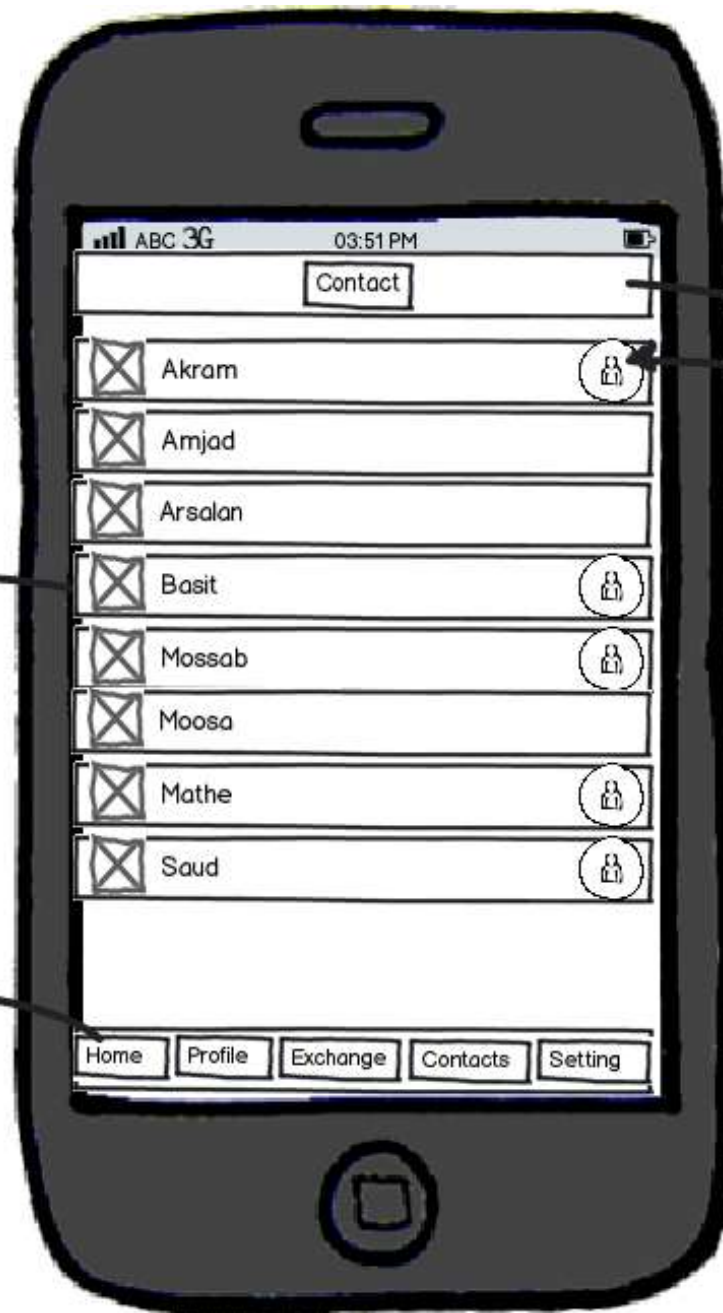 ABC 3G 03:51 PM
Contact
Akram
Amjad
Arsalan
Basit
Mossab
Moosa
Mathe
Saud
Home Profile Exchange Contacts Setting